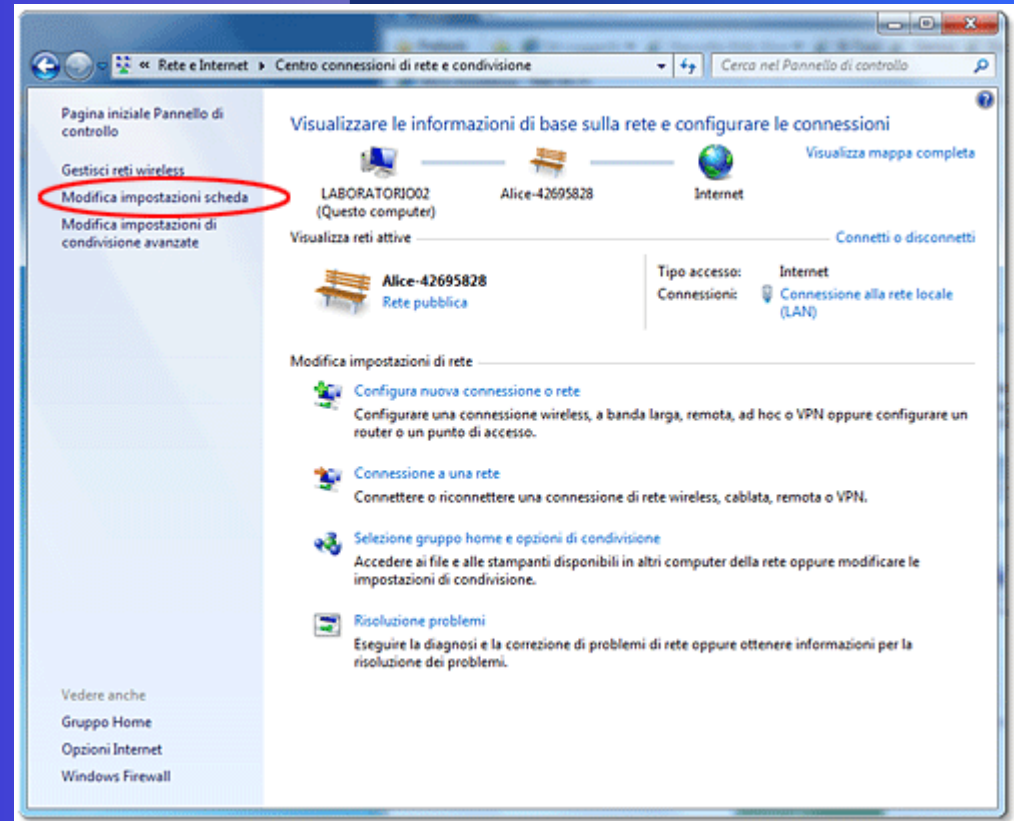 « Rete e Internet ▸ Centro connessioni di rete e condivisione
Cerca nel Pannello di controllo
Pagina iniziale Pannello di
controllo
Gestisci reti wireless
Modifica impostazioni scheda
Modifica impostazioni di
condivisione avanzate
Visualizzare le informazioni di base sulla rete e configurare le connessioni
Visualizza mappa completa
LABORATORIO02
(Questo computer)
Alice-42695828
Internet
Visualizza reti attive
Connetti o disconnetti
Alice-42695828
Rete pubblica
Tipo accesso: Internet
Connessioni: Connessione alla rete locale
(LAN)
Modifica impostazioni di rete
Configura nuova connessione o rete
Configurare una connessione wireless, a banda larga, remota, ad hoc o VPN oppure configurare un
router o un punto di accesso.
Connessione a una rete
Connettere o riconnettere una connessione di rete wireless, cablata, remota o VPN.
Selezione gruppo home e opzioni di condivisione
Accedere ai file e alle stampanti disponibili in altri computer della rete oppure modificare le
impostazioni di condivisione.
Risoluzione problemi
Eseguire la diagnosi e la correzione di problemi di rete oppure ottenere informazioni per la
risoluzione dei problemi.
Vedere anche
Gruppo Home
Opzioni Internet
Windows Firewall